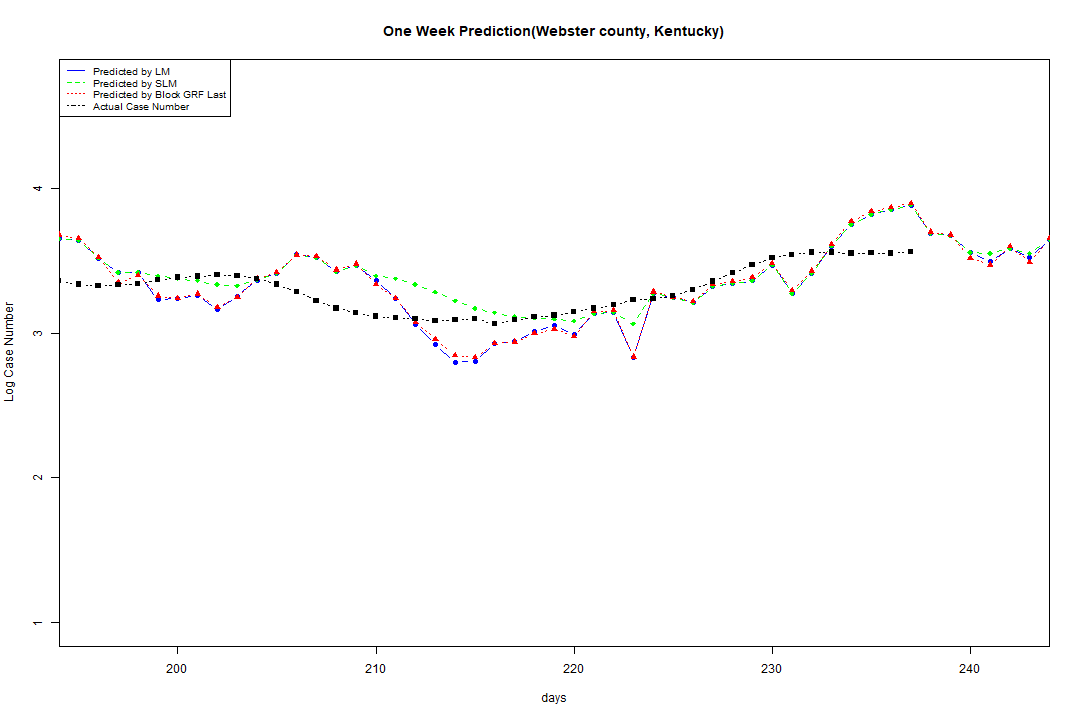 One Week Prediction(Webster county, Kentucky)
Predicted by LM
Predicted by SLM
Predicted by Block GRF Last
Actual Case Number
4
3
2
1
Log Case Number
200 210 220 230 240
days